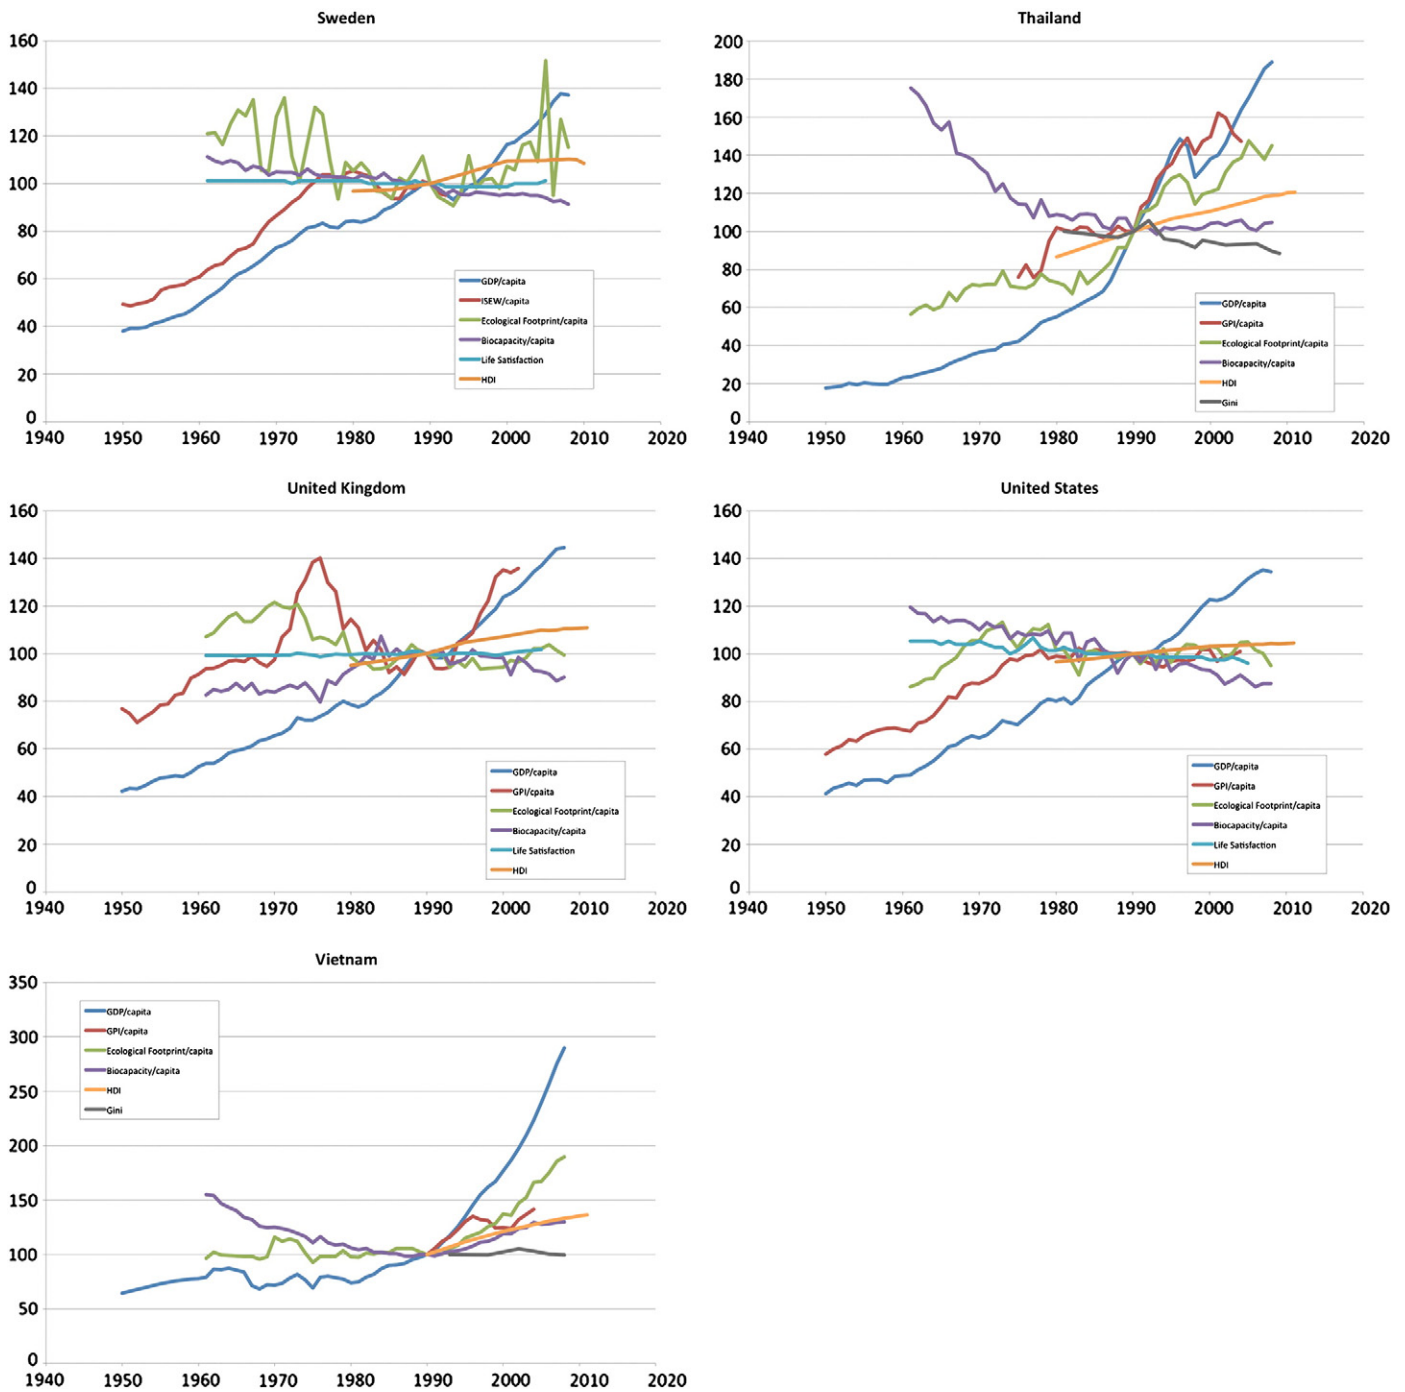 Sweden
160
140
120
100
80
60
40
20
0
GDP/capita
ISEW/capita
Ecological Footprint/capita
Biocapacity/capita
Life Satisfaction
HDI
1940 1950 1960 1970 1980 1990 2000 2010 2020
Thailand
200
180
160
140
120
100
80
60
40
20
0
GDP/capita
GPI/capita
Ecological Footprint/capita
Biocapacity/capita
HDI
Gini
1940 1950 1960 1970 1980 1990 2000 2010 2020
United Kingdom
160
140
120
100
80
60
40
20
0
GDP/capita
GPI/cpaita
Ecological Footprint/capita
Biocapacity/capita
Life Satisfaction
HDI
1940 1950 1960 1970 1980 1990 2000 2010 2020
United States
160
140
120
100
80
60
40
20
0
GDP/capita
GPI/capita
Ecological Footprint/capita
Biocapacity/capita
Life Satisfaction
HDI
1940 1950 1960 1970 1980 1990 2000 2010 2020
Vietnam
350
300
250
200
150
100
50
0
GDP/capita
GPI/capita
Ecological Footprint/capita
Biocapacity/capita
HDI
Gini
1940 1950 1960 1970 1980 1990 2000 2010 2020